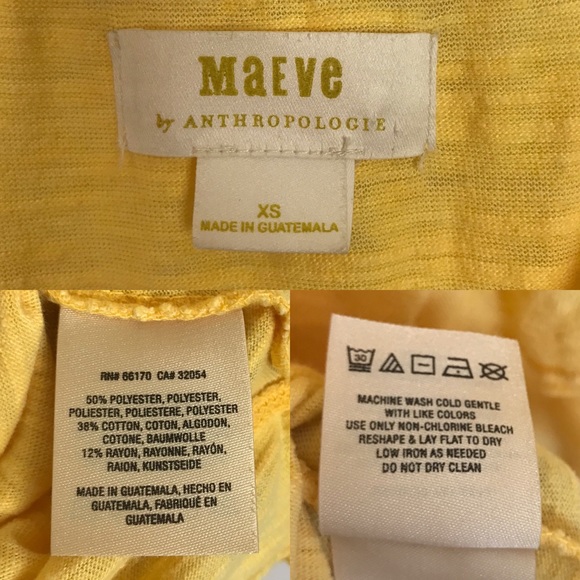 MaEve
by ANTHROPOLOGIE
XS
MADE IN GUATEMALA
RN# 66170 CA# 32054
50% POLYESTER, POLYESTER,
POLIESTER, POLIESTERE, POLYESTER
38% COTTON, COTON, ALGODON,
COTONE, BAUMWOLLE
12% RAYON, RAYONNE, RAYÓN,
RAION, KUNSTSEIDE
MADE IN GUATEMALA, HECHO EN
GUATEMALA, FABRIQUÉ EN
GUATEMALA
30
MACHINE WASH COLD GENTLE
WITH LIKE COLORS
USE ONLY NON-CHLORINE BLEACH
RESHAPE & LAY FLAT TO DRY
LOW IRON AS NEEDED
DO NOT DRY CLEAN